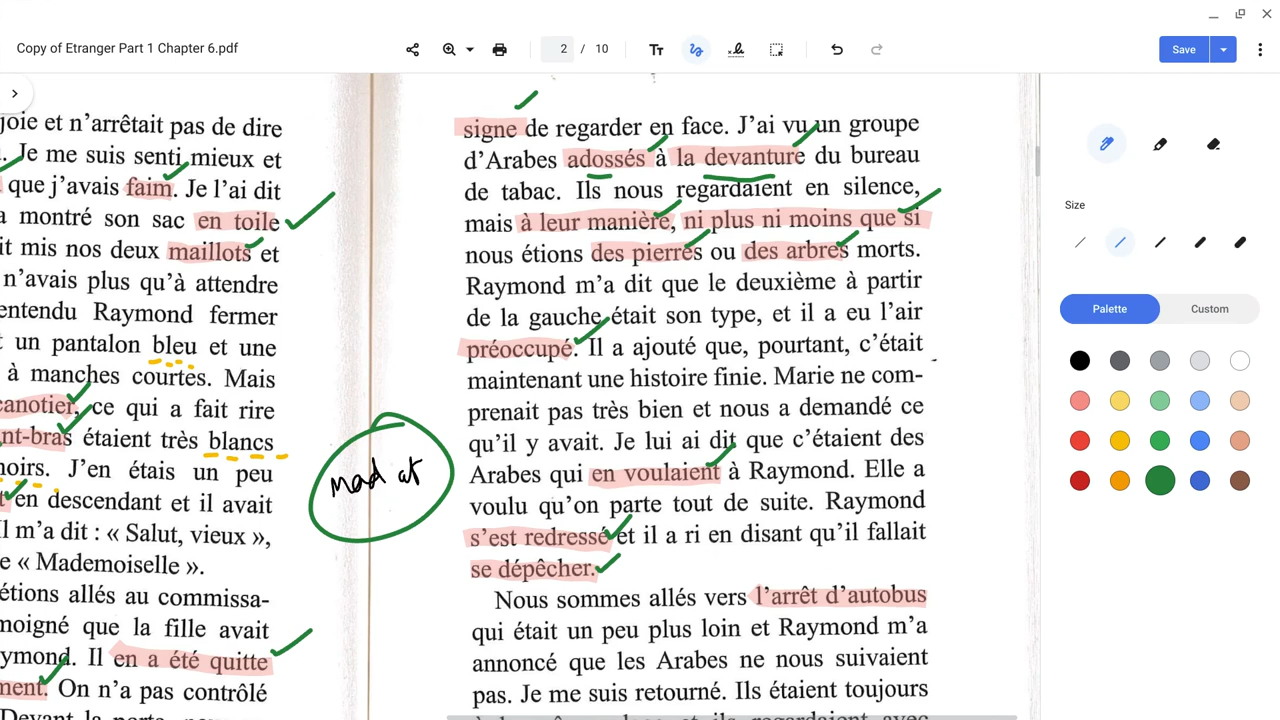 Copy of Etranger Part 1 Chapter 6.pdf
2 / 10
Save
joie et n'arrêtait pas de dire
. Je me suis senti mieux et
que j'avais faim. Je l'ai dit
a montré son sac en toile
it mis nos deux maillots et
n'avais plus qu'à attendre
entendu Raymond fermer
t un pantalon bleu et une
à manches courtes. Mais
canotier, ce qui a fait rire
nt-bras étaient très blancs
noirs. J'en étais un peu
t en descendant et il avait
Il m'a dit : « Salut, vieux »,
e « Mademoiselle ».
étions allés au commissa-
moigné que la fille avait
ymond. Il en a été quitte
ment. On n'a pas contrôlé
Devant la porte,
mad at
signe de regarder en face. J'ai vu un groupe
d'Arabes adossés à la devanture du bureau
de tabac. Ils nous regardaient en silence,
mais à leur manière, ni plus ni moins que si
nous étions des pierres ou des arbres morts.
Raymond m'a dit que le deuxième à partir
de la gauche était son type, et il a eu l'air
préoccupé. Il a ajouté que, pourtant, c'était
maintenant une histoire finie. Marie ne com-
prenait pas très bien et nous a demandé ce
qu'il y avait. Je lui ai dit que c'étaient des
Arabes qui en voulaient à Raymond. Elle a
voulu qu'on parte tout de suite. Raymond
s'est redressé et il a ri en disant qu'il fallait
se dépêcher.
Nous sommes allés vers l'arrêt d'autobus
qui était un peu plus loin et Raymond m'a
annoncé que les Arabes ne nous suivaient
pas. Je me suis retourné. Ils étaient toujours
Size
Palette
Custom